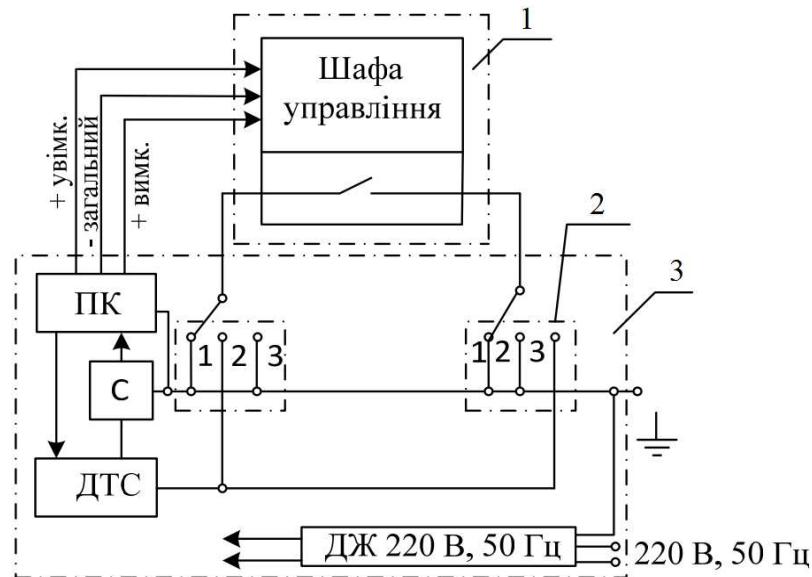 1
Шафа
управління
+ увімк.
- загальний
+ вимк.
2
3
ПК
1 2 3
1 2 3
С
ДТС
ДЖ 220 В, 50 Гц
220 В, 50 Гц